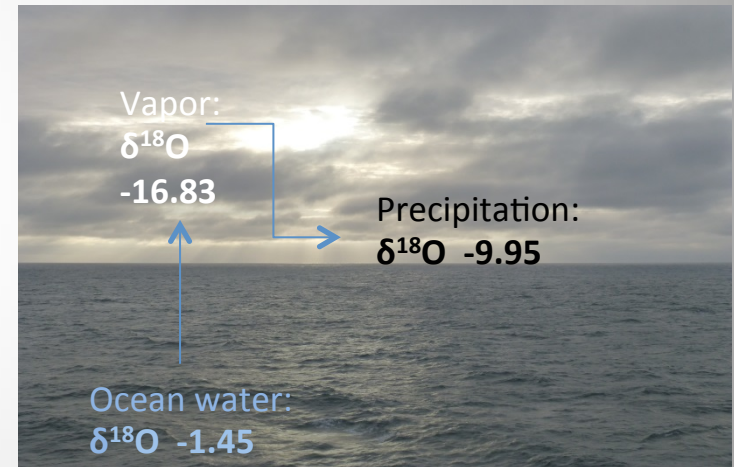 Vapor:
δ¹⁸O
-16.83
Precipitation:
δ¹⁸O -9.95
Ocean water:
δ¹⁸O -1.45